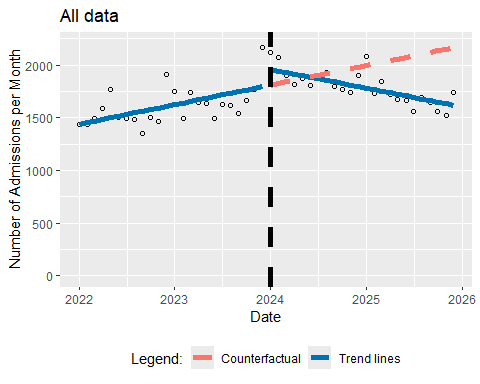 All data
Number of Admissions per Month
2000
1500
1000
500
0
2022 2023 2024 2025 2026
Date
Legend: Counterfactual Trend lines